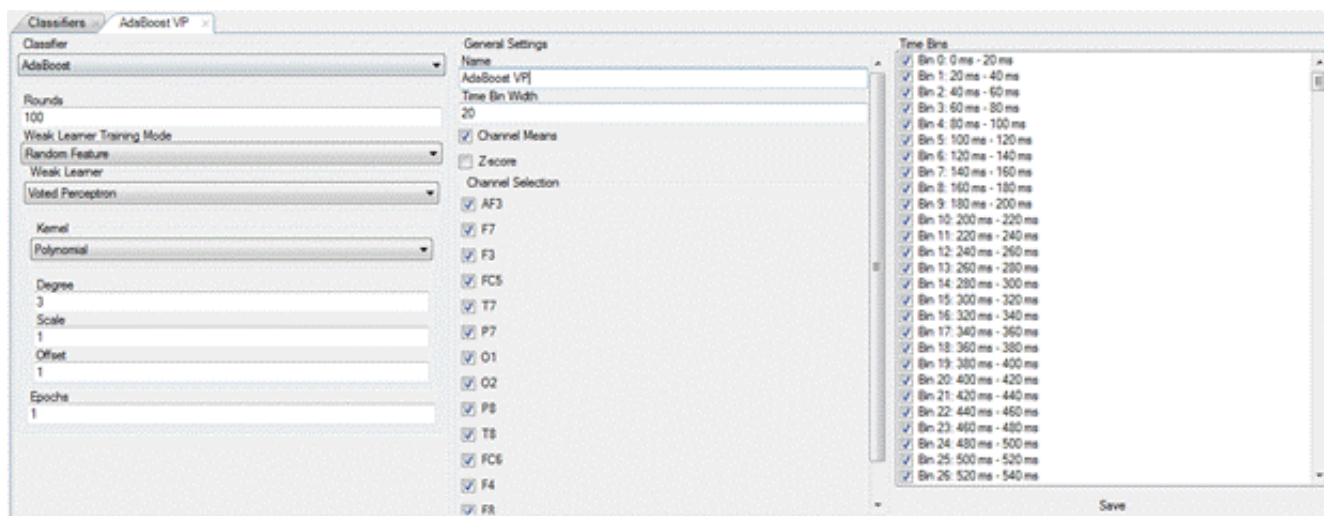 Classifiers
AdaBoost VP
Classifier
AdaBoost
Rounds
100
Weak Learner Training Mode
Random Feature
Weak Learner
Voted Perceptron
Kernel
Polynomial
Degree
3
Scale
1
Offset
1
Epochs
1
General Settings
Name
AdaBoost VP
Time Bin Width
20
Channel Means
Z-score
Channel Selection
AF3
F7
F3
FC5
T7
P7
O1
O2
P8
T8
FC6
F4
F8
Time Bins
Bin 0: 0 ms - 20 ms
Bin 1: 20 ms - 40 ms
Bin 2: 40 ms - 60 ms
Bin 3: 60 ms - 80 ms
Bin 4: 80 ms - 100 ms
Bin 5: 100 ms - 120 ms
Bin 6: 120 ms - 140 ms
Bin 7: 140 ms - 160 ms
Bin 8: 160 ms - 180 ms
Bin 9: 180 ms - 200 ms
Bin 10: 200 ms - 220 ms
Bin 11: 220 ms - 240 ms
Bin 12: 240 ms - 260 ms
Bin 13: 260 ms - 280 ms
Bin 14: 280 ms - 300 ms
Bin 15: 300 ms - 320 ms
Bin 16: 320 ms - 340 ms
Bin 17: 340 ms - 360 ms
Bin 18: 360 ms - 380 ms
Bin 19: 380 ms - 400 ms
Bin 20: 400 ms - 420 ms
Bin 21: 420 ms - 440 ms
Bin 22: 440 ms - 460 ms
Bin 23: 460 ms - 480 ms
Bin 24: 480 ms - 500 ms
Bin 25: 500 ms - 520 ms
Bin 26: 520 ms - 540 ms
Save